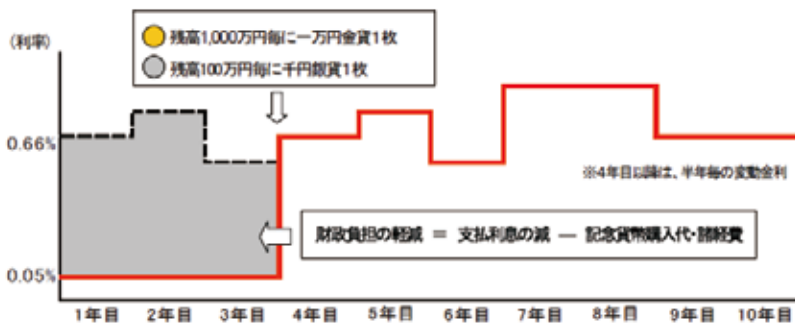 (利率)
残高1,000万円毎に一万円金貨1枚
残高100万円毎に千円銀貨1枚
0.66%
※4年目以降は、半年毎の変動金利
財政負担の軽減 = 支払利息の減 — 記念貨幣購入代・諸経費
0.05%
1年目 2年目 3年目 4年目 5年目 6年目 7年目 8年目 9年目 10年目